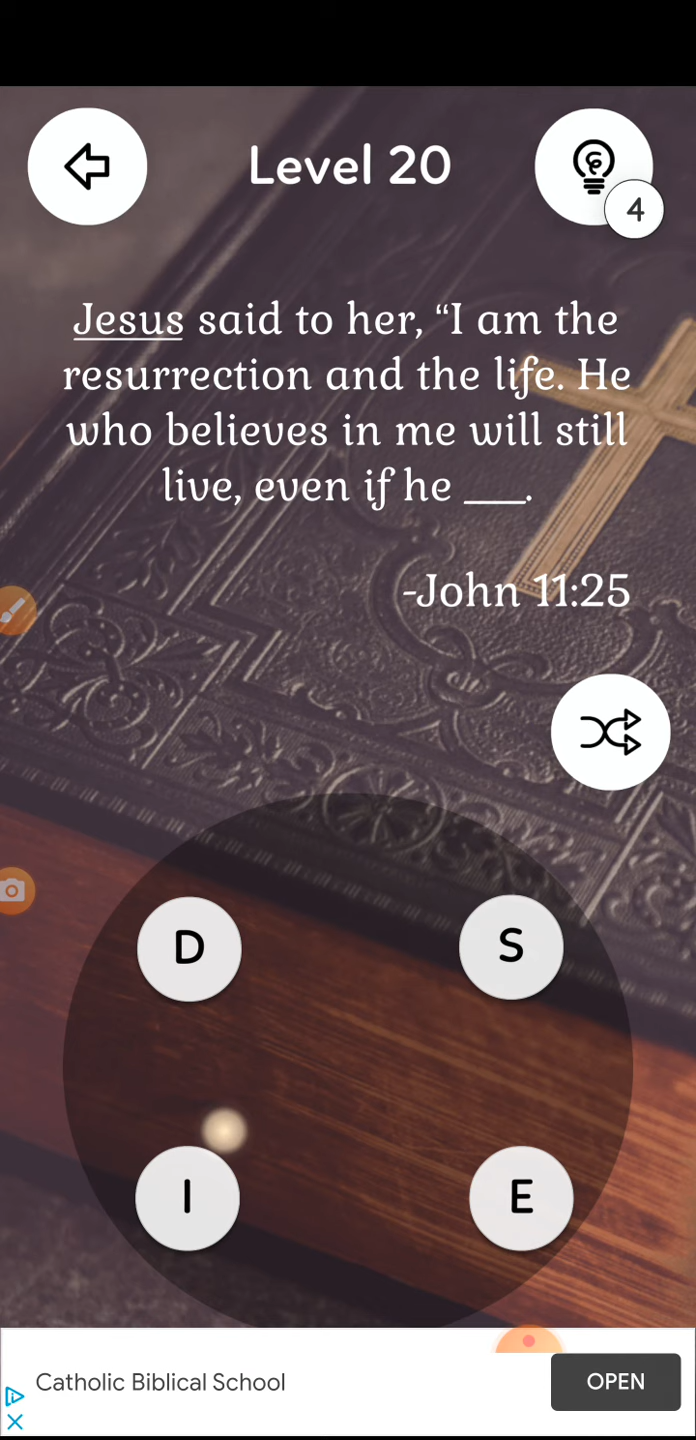 Level 20
4
Jesus said to her, “I am the
resurrection and the life. He
who believes in me will still
live, even if he ___.
-John 11:25
D
S
I
E
Catholic Biblical School
OPEN